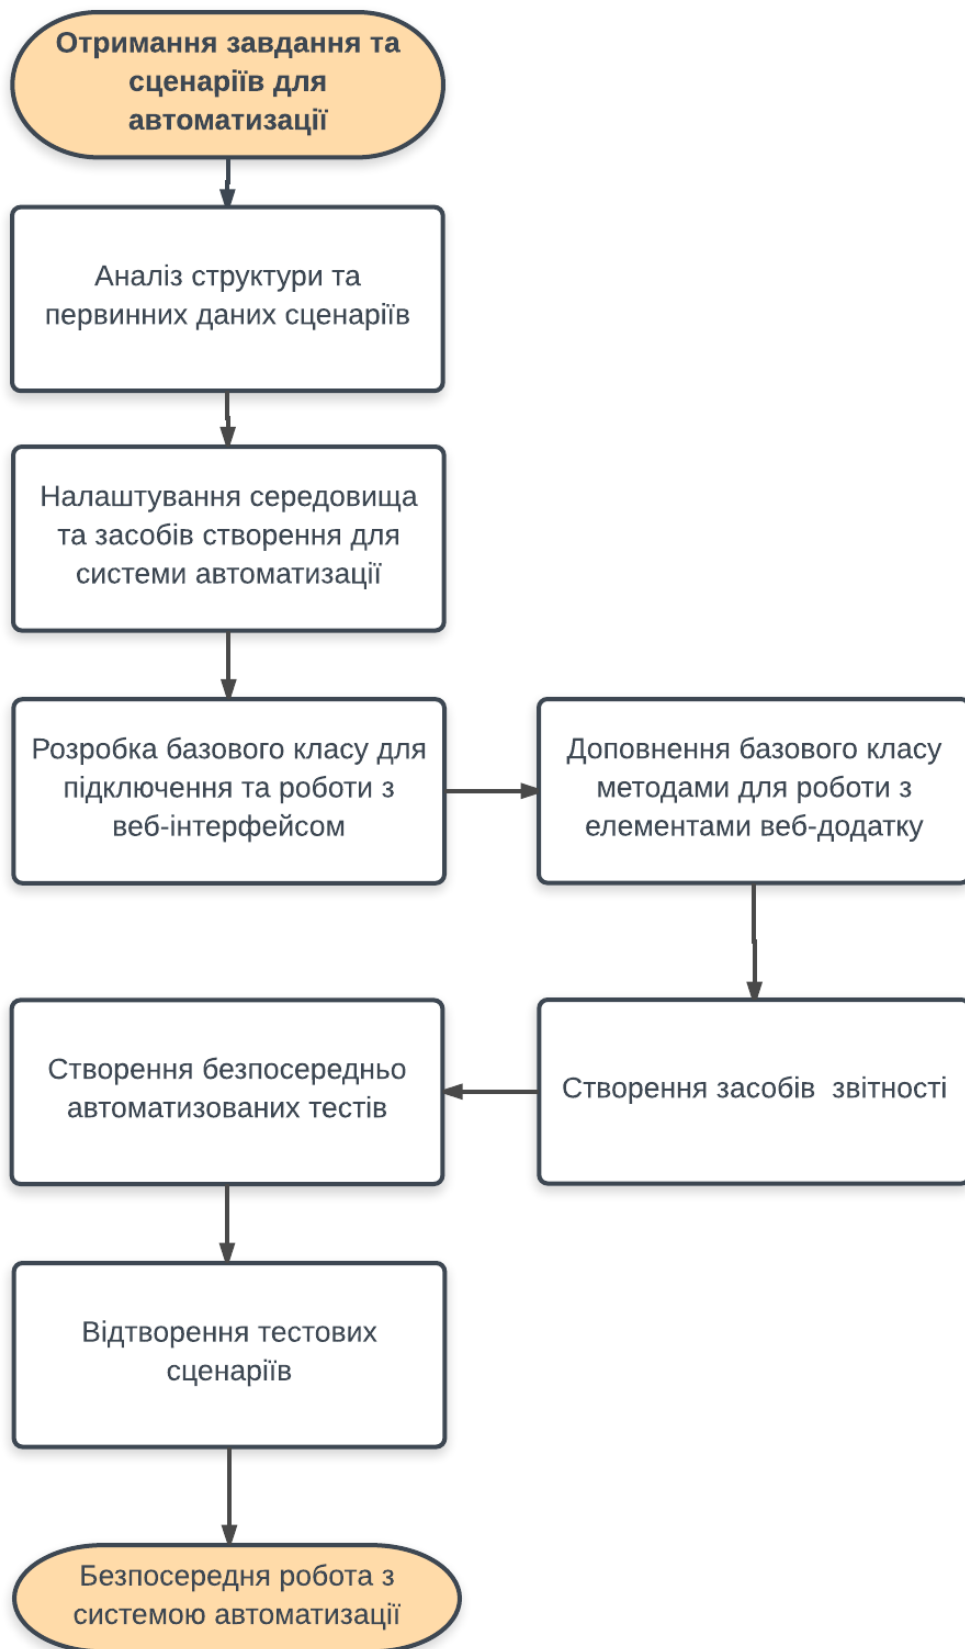 Отримання завдання та
сценаріїв для
автоматизації
Аналіз структури та
первинних даних сценаріїв
Налаштування середовища
та засобів створення для
системи автоматизації
Розробка базового класу для
підключення та роботи з
веб-інтерфейсом
Доповнення базового класу
методами для роботи з
елементами веб-додатку
Створення засобів  звітності
Створення безпосередньо
автоматизованих тестів
Відтворення тестових
сценаріїв
Безпосередня робота з
системою автоматизації